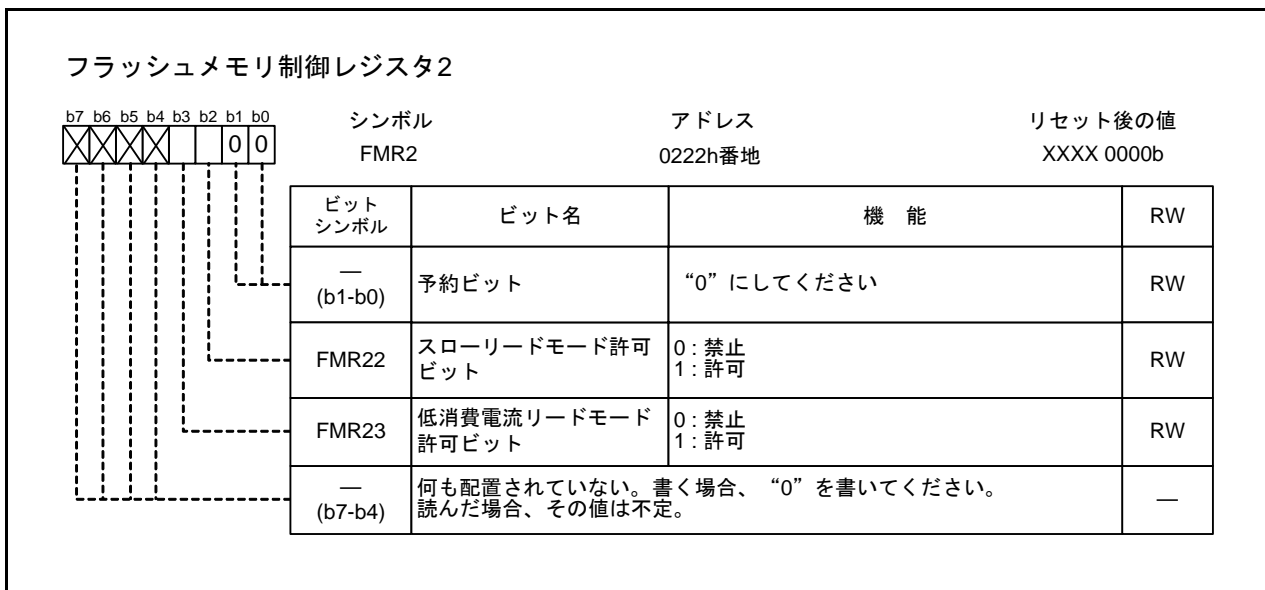 フラッシュメモリ制御レジスタ2
b7 b6 b5 b4 b3 b2 b1 b0
0 0
シンボル アドレス リセット後の値
FMR2 0222h番地 XXXX 0000b
ビット
シンボル
ビット名 機 能 RW
—
(b1-b0)
予約ビット “0”にしてください RW
FMR22
スローリードモード許可
ビット
0 : 禁止
1 : 許可
RW
FMR23
低消費電流リードモード
許可ビット
0 : 禁止
1 : 許可
RW
—
(b7-b4)
何も配置されていない。書く場合、“0”を書いてください。
読んだ場合、その値は不定。
—